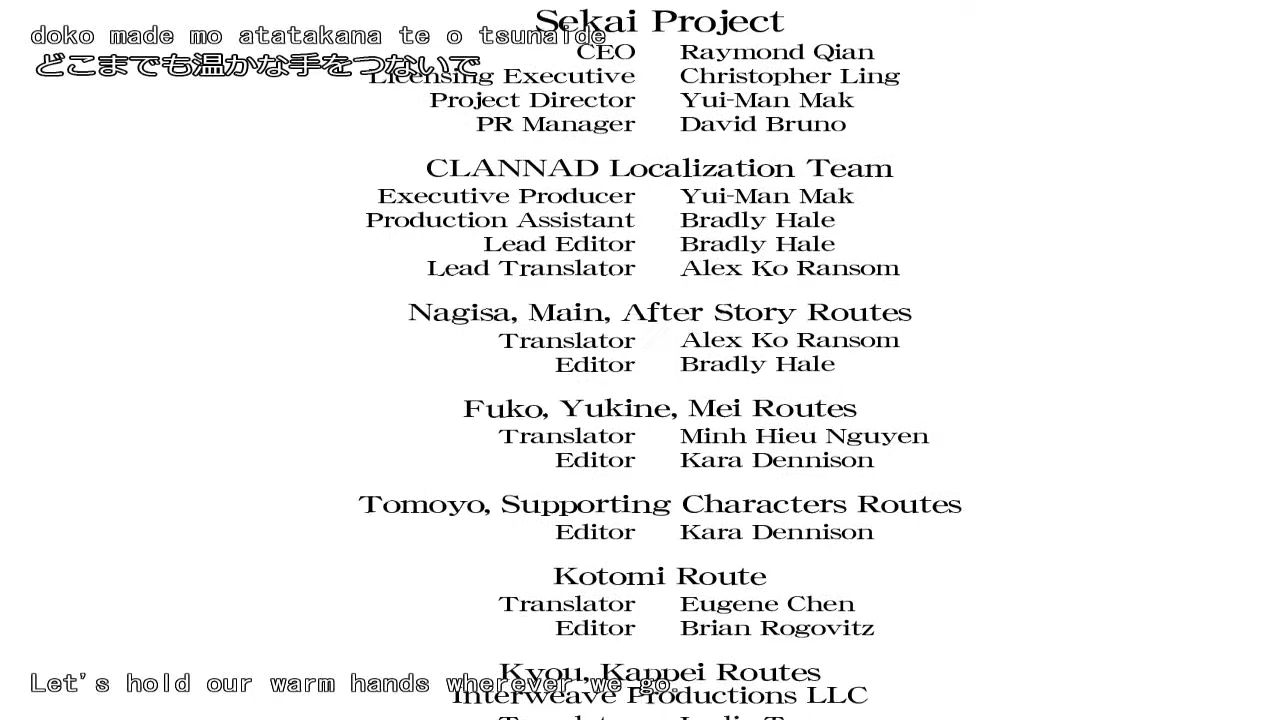 Sekai Project
doko made mo atatakana te o tsunaide
CEO Raymond Qian
どこまでも温かな手をつないで
Licensing Executive Christopher Ling
Project Director Yui-Man Mak
PR Manager David Bruno
CLANNAD Localization Team
Executive Producer Yui-Man Mak
Production Assistant Bradly Hale
Lead Editor Bradly Hale
Lead Translator Alex Ko Ransom
Nagisa, Main, After Story Routes
Translator Alex Ko Ransom
Editor Bradly Hale
Fuko, Yukine, Mei Routes
Translator Minh Hieu Nguyen
Editor Kara Dennison
Tomoyo, Supporting Characters Routes
Editor Kara Dennison
Kotomi Route
Translator Eugene Chen
Editor Brian Rogovitz
Kyou, Kappei Routes
Let's hold our warm hands wherever we go.
Interweave Productions LLC